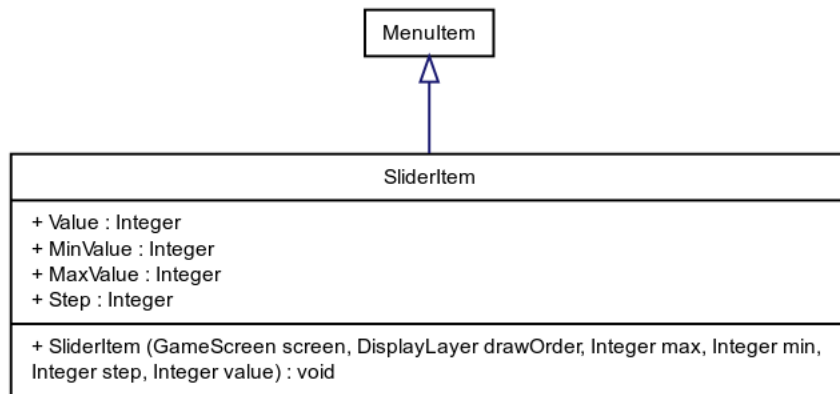 MenuItem
SliderItem
+ Value : Integer
+ MinValue : Integer
+ MaxValue : Integer
+ Step : Integer
+ SliderItem (GameScreen screen, DisplayLayer drawOrder, Integer max, Integer min,
Integer step, Integer value) : void